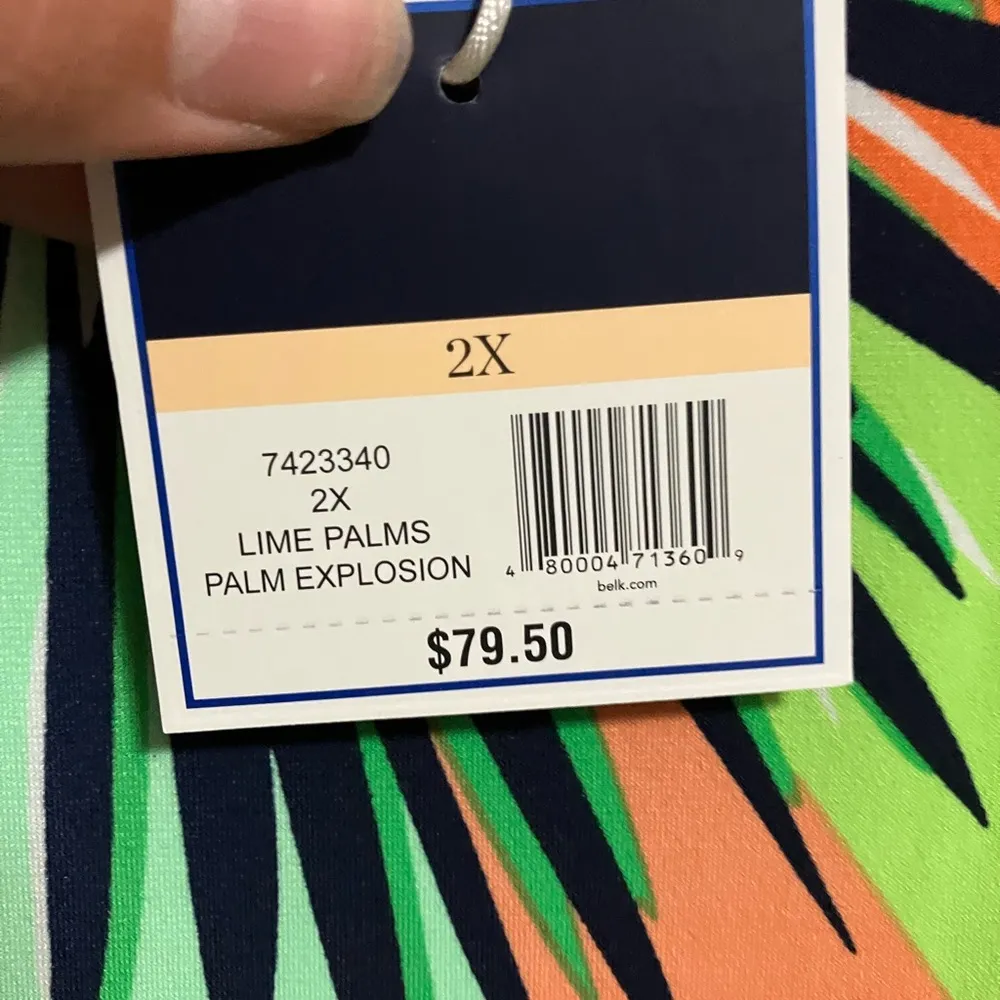 2X
7423340
2X
LIME PALMS
PALM EXPLOSION
4 80004 71360 9
belk.com
$79.50